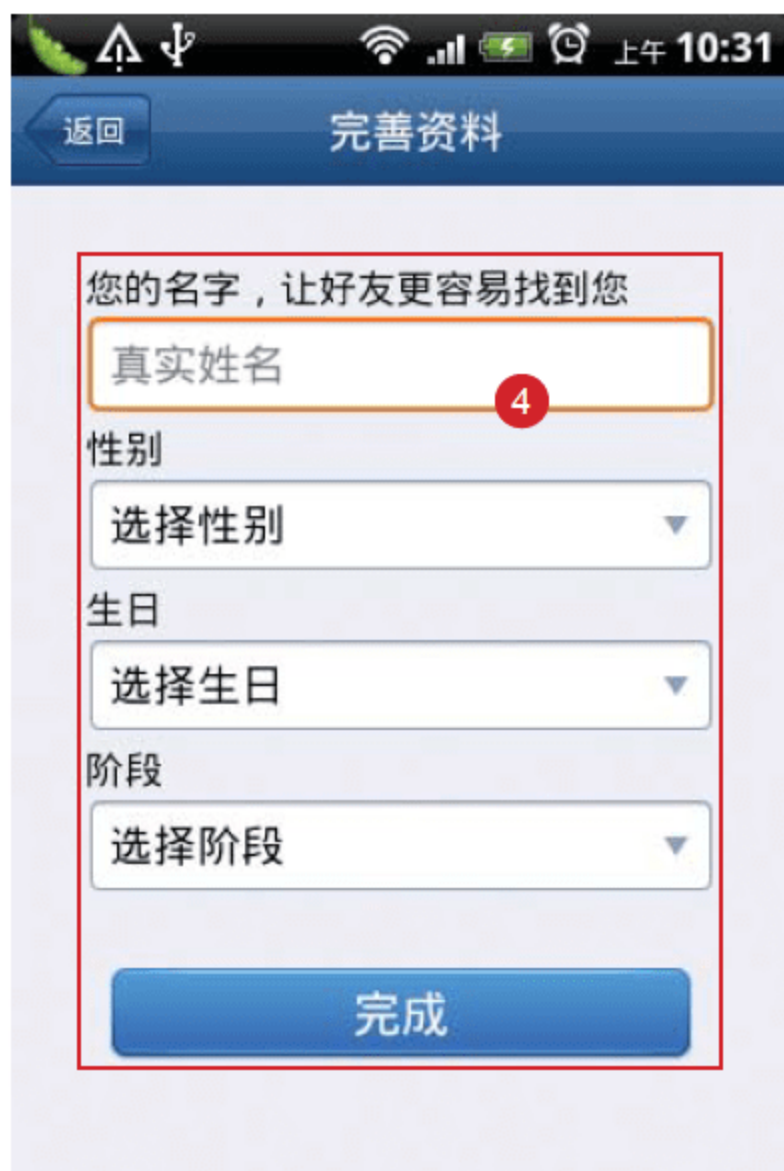 上午 10:31
返回 完善资料
您的名字，让好友更容易找到您
真实姓名
4
性别
选择性别
生日
选择生日
阶段
选择阶段
完成